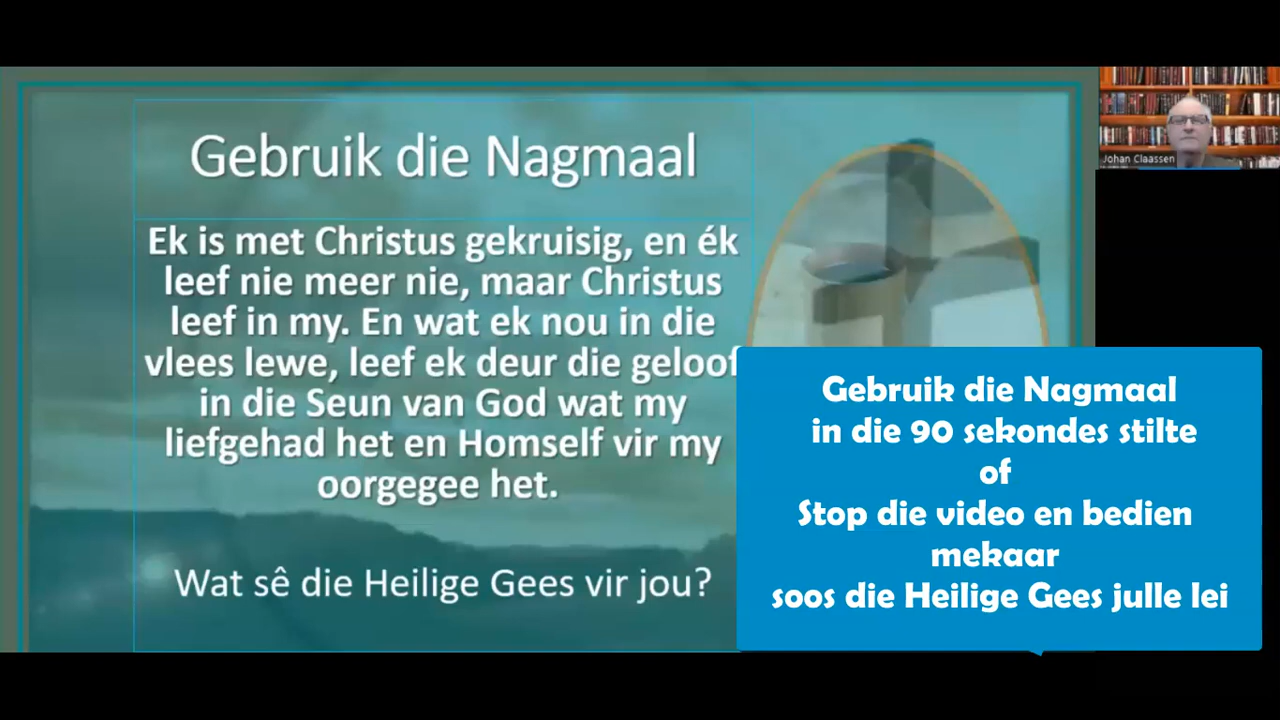 Gebruik die Nagmaal
Ek is met Christus gekruisig, en ék
leef nie meer nie, maar Christus
leef in my. En wat ek nou in die
vlees lewe, leef ek deur die geloof
in die Seun van God wat my
liefgehad het en Homself vir my
oorgegee het.
Wat sê die Heilige Gees vir jou?
Johan Claassen
Gebruik die Nagmaal
in die 90 sekondes stilte
of
Stop die video en bedien
mekaar
soos die Heilige Gees julle lei